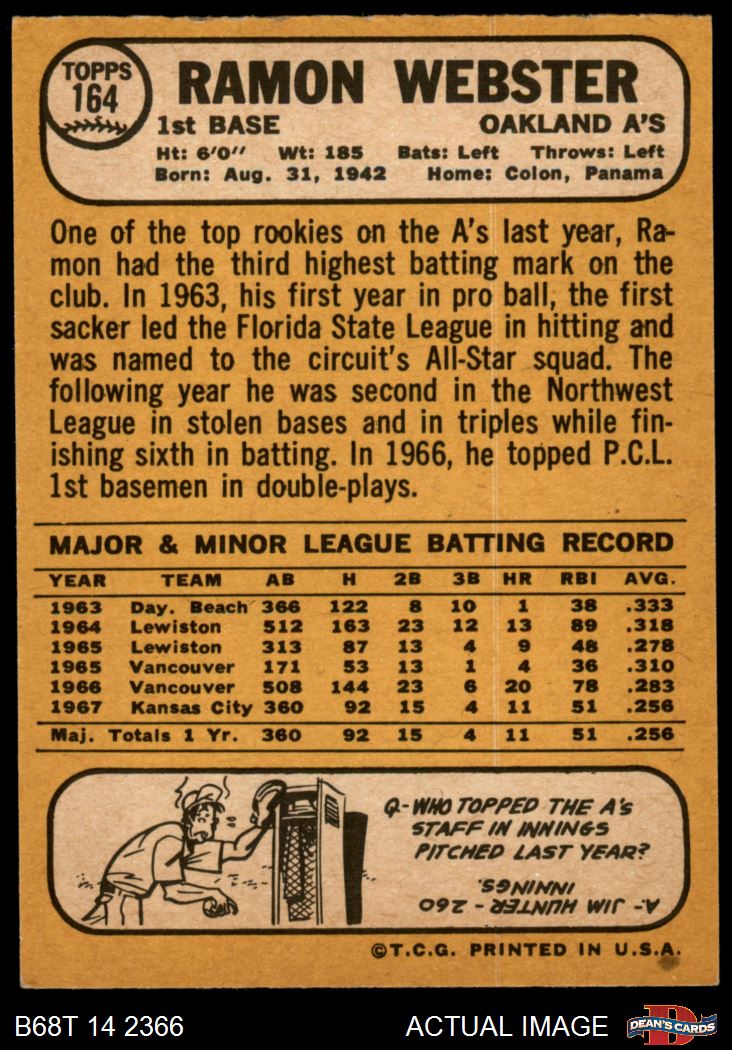 TOPPS
164
RAMON WEBSTER
1st BASE OAKLAND A'S
Ht: 6'0" Wt: 185 Bats: Left Throws: Left
Born: Aug. 31, 1942 Home: Colon, Panama
One of the top rookies on the A's last year, Ra-
mon had the third highest batting mark on the
club. In 1963, his first year in pro ball, the first
sacker led the Florida State League in hitting and
was named to the circuit's All-Star squad. The
following year he was second in the Northwest
League in stolen bases and in triples while fin-
ishing sixth in batting. In 1966, he topped P.C.L.
1st basemen in double-plays.
MAJOR & MINOR LEAGUE BATTING RECORD
YEAR TEAM AB H 2B 3B HR RBI AVG.
1963 Day. Beach 366 122 8 10 1 38 .333
1964 Lewiston 512 163 23 12 13 89 .318
1965 Lewiston 313 87 13 4 9 48 .278
1965 Vancouver 171 53 13 1 4 36 .310
1966 Vancouver 508 144 23 6 20 78 .283
1967 Kansas City 360 92 15 4 11 51 .256
Maj. Totals 1 Yr. 360 92 15 4 11 51 .256
Q-WHO TOPPED THE A's
STAFF IN INNINGS
PITCHED LAST YEAR?
A- JIM HUNTER - 260
INNINGS.
©T.C.G. PRINTED IN U.S.A.
B68T 14 2366 ACTUAL IMAGE
D
DEAN'S CARDS